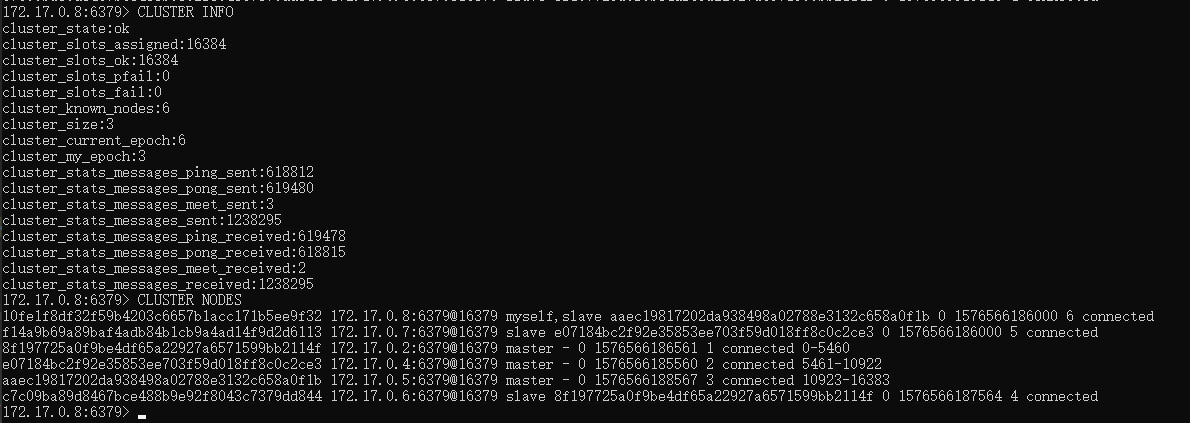 172.17.0.8:6379> CLUSTER INFO
cluster_state:ok
cluster_slots_assigned:16384
cluster_slots_ok:16384
cluster_slots_pfail:0
cluster_slots_fail:0
cluster_known_nodes:6
cluster_size:3
cluster_current_epoch:6
cluster_my_epoch:3
cluster_stats_messages_ping_sent:618812
cluster_stats_messages_pong_sent:619480
cluster_stats_messages_meet_sent:3
cluster_stats_messages_sent:1238295
cluster_stats_messages_ping_received:619478
cluster_stats_messages_pong_received:618815
cluster_stats_messages_meet_received:2
cluster_stats_messages_received:1238295
172.17.0.8:6379> CLUSTER NODES
10fe1f8df32f59b4203c6657b1acc171b5ee9f32 172.17.0.8:6379@16379 myself,slave aaec19817202da938498a02788e3132c658a0f1b 0 1576566186000 6 connected
f14a9b69a89baf4adb84b1cb9a4ad14f9d2d6113 172.17.0.7:6379@16379 slave e07184bc2f92e35853ee703f59d018ff8c0c2ce3 0 1576566186000 5 connected
8f197725a0f9be4df65a22927a6571599bb2114f 172.17.0.2:6379@16379 master - 0 1576566186561 1 connected 0-5460
e07184bc2f92e35853ee703f59d018ff8c0c2ce3 172.17.0.4:6379@16379 master - 0 1576566185560 2 connected 5461-10922
aaec19817202da938498a02788e3132c658a0f1b 172.17.0.5:6379@16379 master - 0 1576566188567 3 connected 10923-16383
c7c09ba89d8467bce488b9e92f8043c7379dd844 172.17.0.6:6379@16379 slave 8f197725a0f9be4df65a22927a6571599bb2114f 0 1576566187564 4 connected
172.17.0.8:6379>